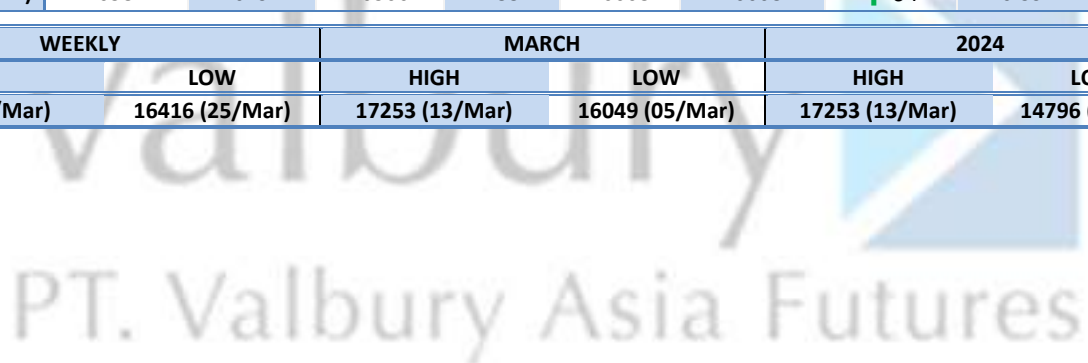 WEEKLY MARCH 2024
LOW HIGH LOW HIGH
/Mar) 16416 (25/Mar) 17253 (13/Mar) 16049 (05/Mar) 17253 (13/Mar) 14796
Valbury
PT. Valbury Asia Futures